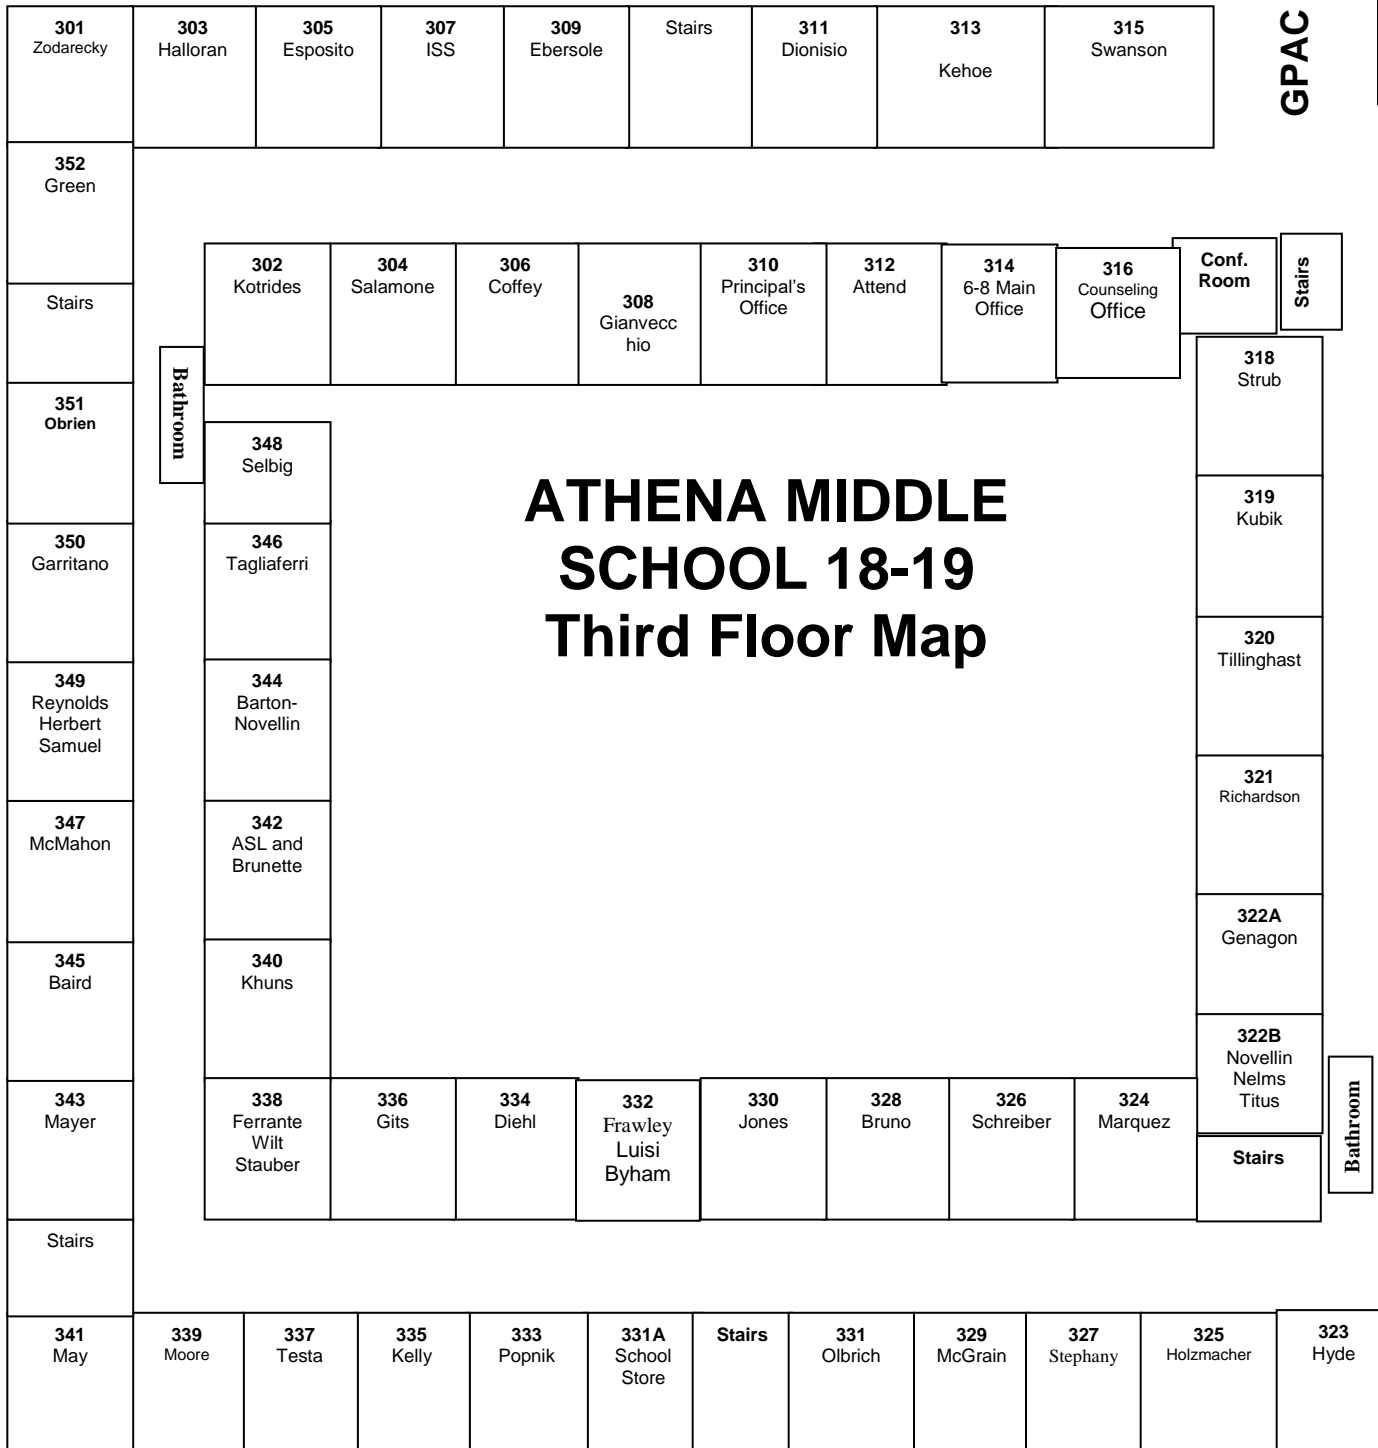 301
Zodarecky
303
Halloran
305
Esposito
307
ISS
309
Ebersole
Stairs
311
Dionisio
313
Kehoe
315
Swanson
GPAC
352
Green
Stairs
351
Obrien
350
Garritano
349
Reynolds
Herbert
Samuel
347
McMahon
345
Baird
343
Mayer
Stairs
341
May
Bathroom
302
Kotrides
304
Salamone
306
Coffey
308
Gianvecc
hio
310
Principal's
Office
312
Attend
314
6-8 Main
Office
316
Counseling
Office
Conf.
Room
Stairs
348
Selbig
346
Tagliaferri
344
Barton-
Novellin
342
ASL and
Brunette
340
Khuns
ATHENA MIDDLE
SCHOOL 18-19
Third Floor Map
318
Strub
319
Kubik
320
Tillinghast
321
Richardson
322A
Genagon
322B
Novellin
Nelms
Titus
Stairs
Bathroom
338
Ferrante
Wilt
Stauber
336
Gits
334
Diehl
332
Frawley
Luisi
Byham
330
Jones
328
Bruno
326
Schreiber
324
Marquez
339
Moore
337
Testa
335
Kelly
333
Popnik
331A
School
Store
Stairs
331
Olbrich
329
McGrain
327
Stephany
325
Holzmacher
323
Hyde